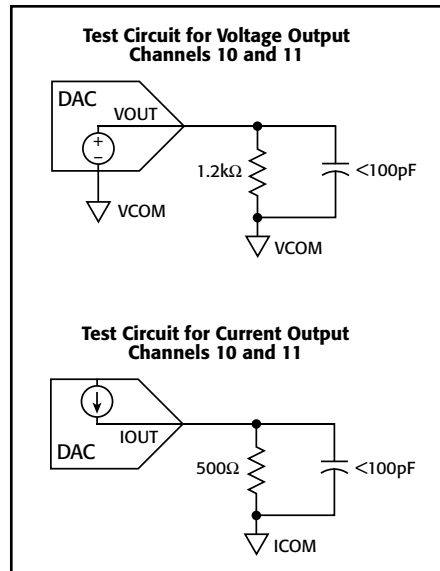 Test Circuit for Voltage Output
Channels 10 and 11
DAC
VOUT
+
–
1.2kΩ
<100pF
VCOM
VCOM
Test Circuit for Current Output
Channels 10 and 11
IOUT
DAC
500Ω
<100pF
ICOM